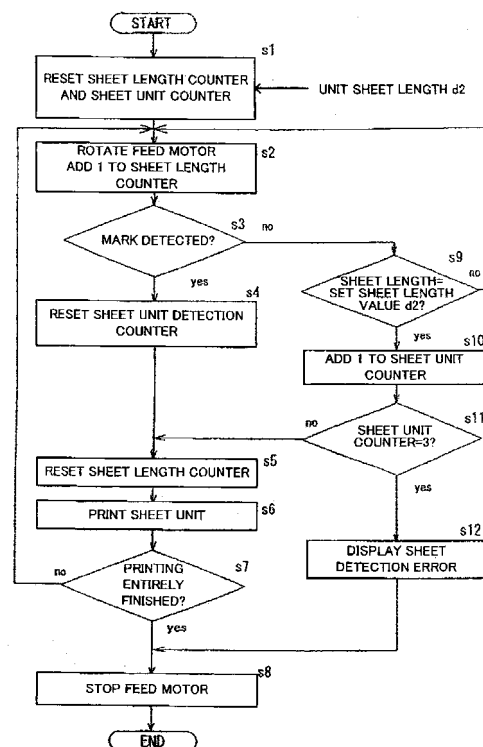 START
s1
RESET SHEET LENGTH COUNTER
AND SHEET UNIT COUNTER
UNIT SHEET LENGTH d2
s2
ROTATE FEED MOTOR
ADD 1 TO SHEET LENGTH
COUNTER
s3
no
MARK DETECTED?
yes
s4
RESET SHEET UNIT DETECTION
COUNTER
s9
no
SHEET LENGTH=
SET SHEET LENGTH
VALUE d2?
yes
s10
ADD 1 TO SHEET UNIT
COUNTER
s11
no
SHEET UNIT
COUNTER=3?
yes
s5
RESET SHEET LENGTH COUNTER
s6
PRINT SHEET UNIT
s7
no
PRINTING
ENTIRELY
FINISHED?
yes
s12
DISPLAY SHEET
DETECTION ERROR
s8
STOP FEED MOTOR
END